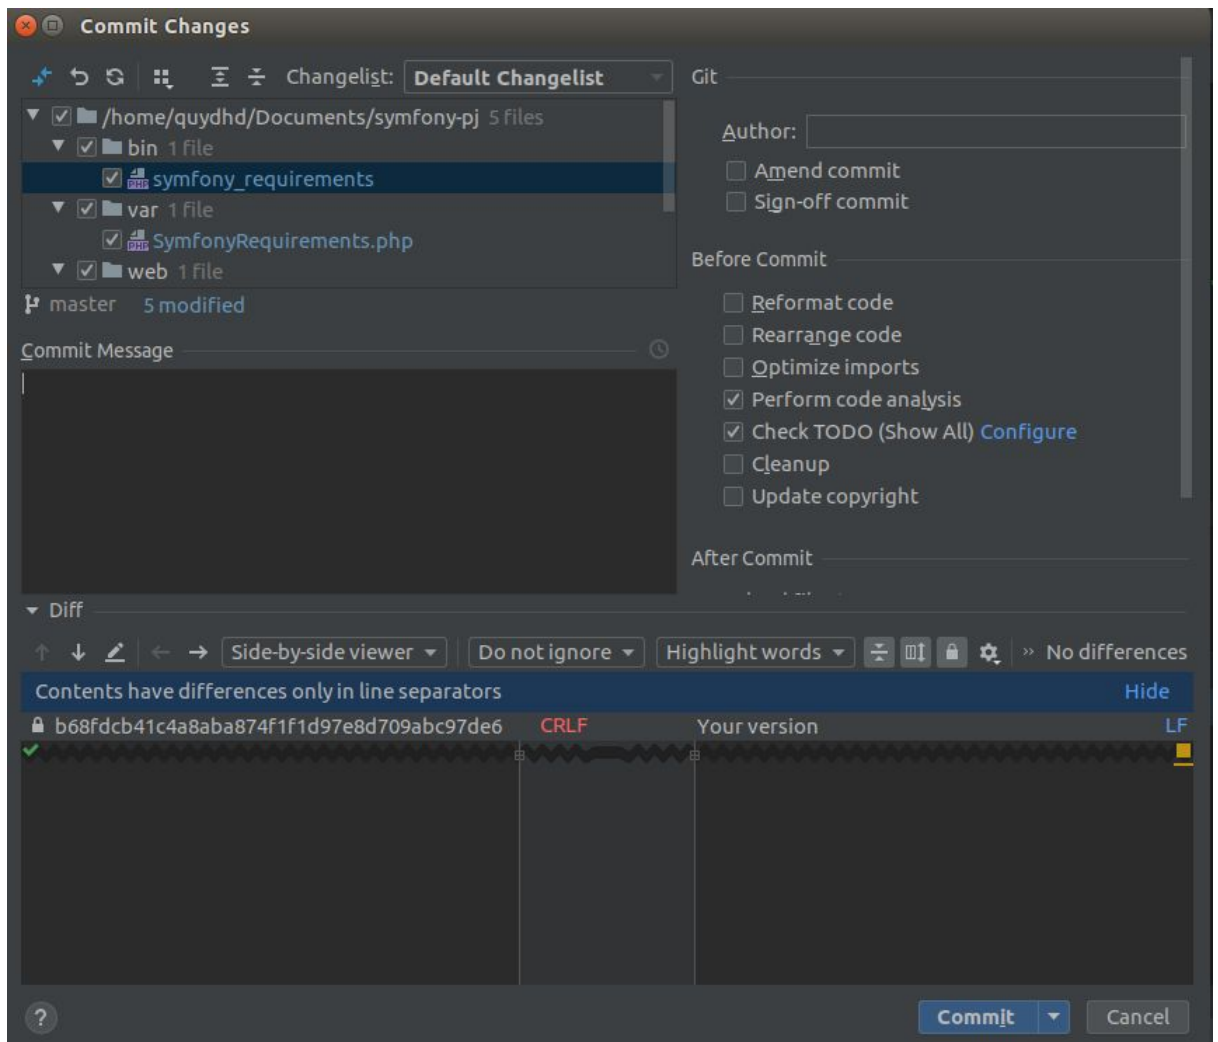 Commit Changes
Changelist: Default Changelist
/home/quydhd/Documents/symfony-pj 5 files
bin 1 file
symfony_requirements
var 1 file
SymfonyRequirements.php
web 1 file
master 5 modified
Commit Message
Git
Author:
Amend commit
Sign-off commit
Before Commit
Reformat code
Rearrange code
Optimize imports
Perform code analysis
Check TODO (Show All) Configure
Cleanup
Update copyright
After Commit
Diff
Side-by-side viewer Do not ignore Highlight words » No differences
Contents have differences only in line separators Hide
b68fdcb41c4a8aba874f1f1d97e8d709abc97de6 CRLF Your version LF
? Commit Cancel